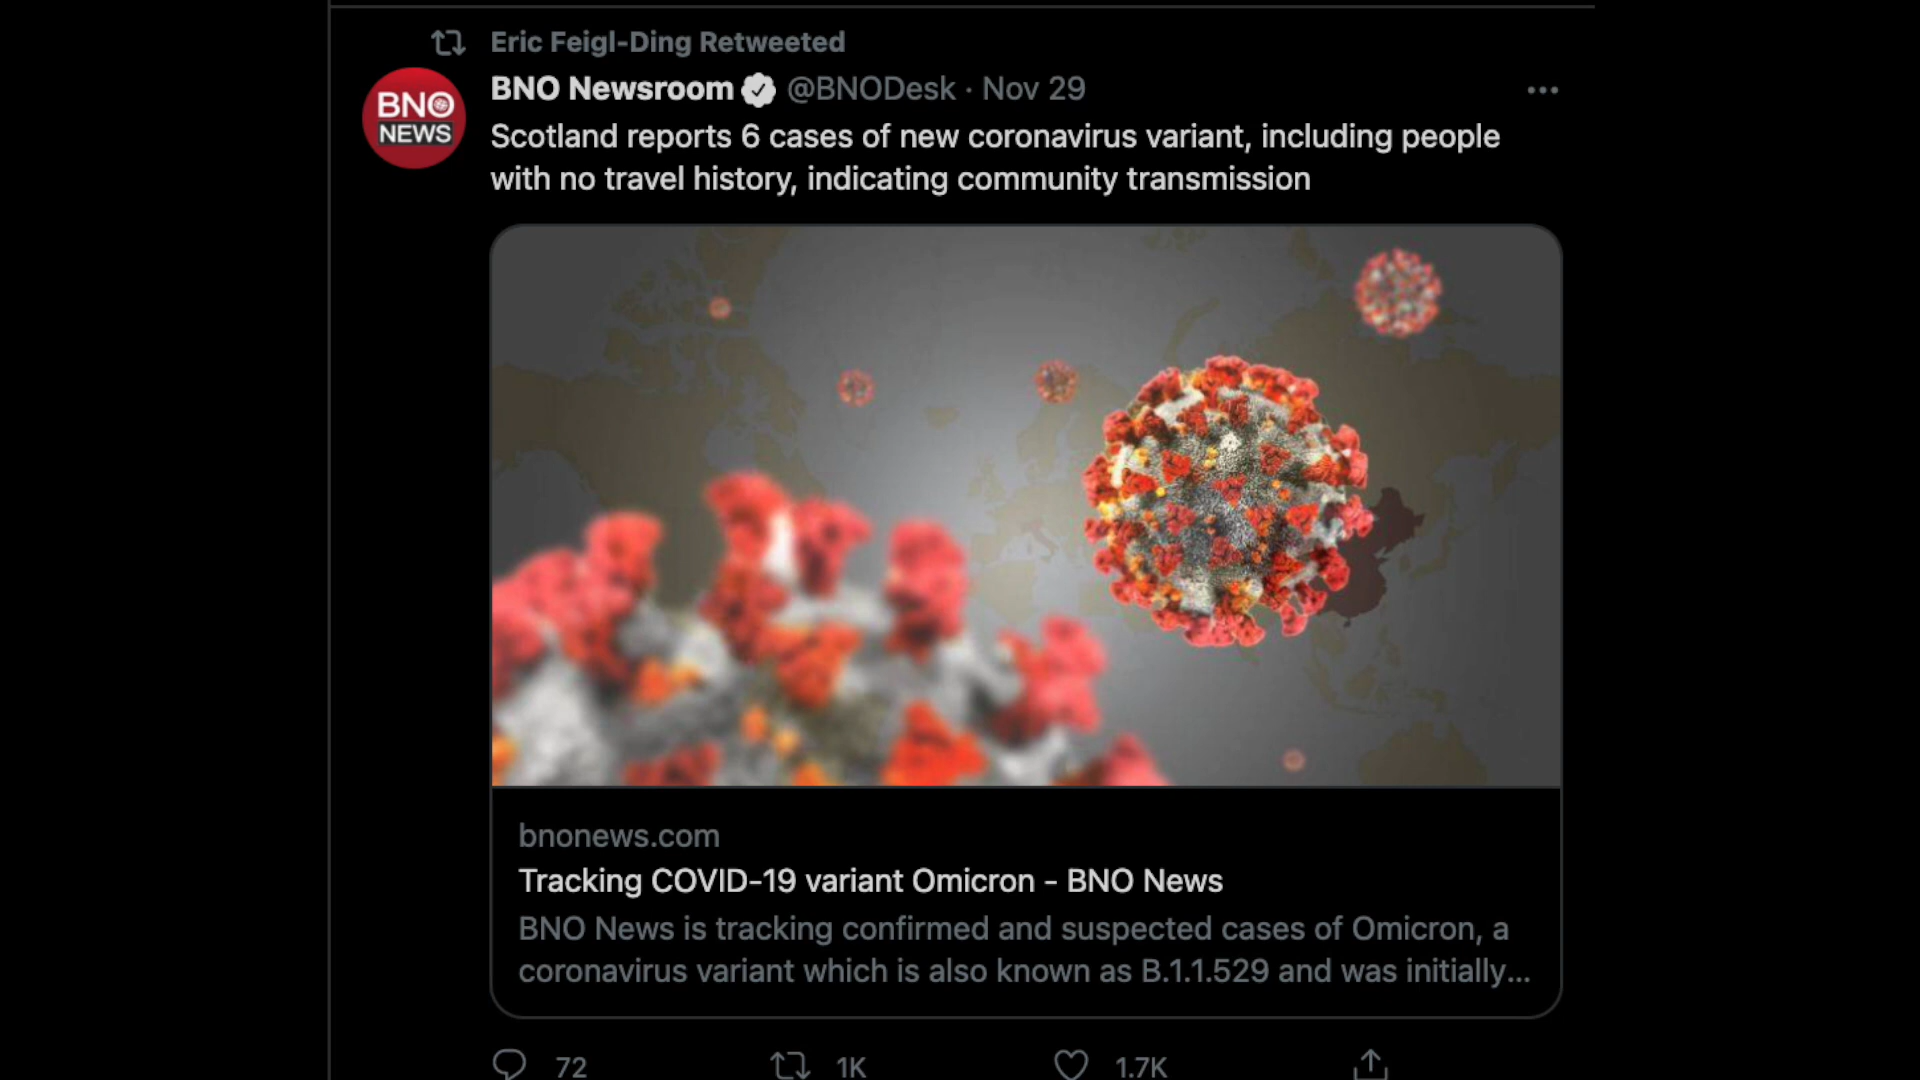 Eric Feigl-Ding Retweeted
BNO Newsroom @BNODesk · Nov 29
BNO
NEWS
Scotland reports 6 cases of new coronavirus variant, including people
with no travel history, indicating community transmission
bnonews.com
Tracking COVID-19 variant Omicron - BNO News
BNO News is tracking confirmed and suspected cases of Omicron, a
coronavirus variant which is also known as B.1.1.529 and was initially...
72 1K 1.7K